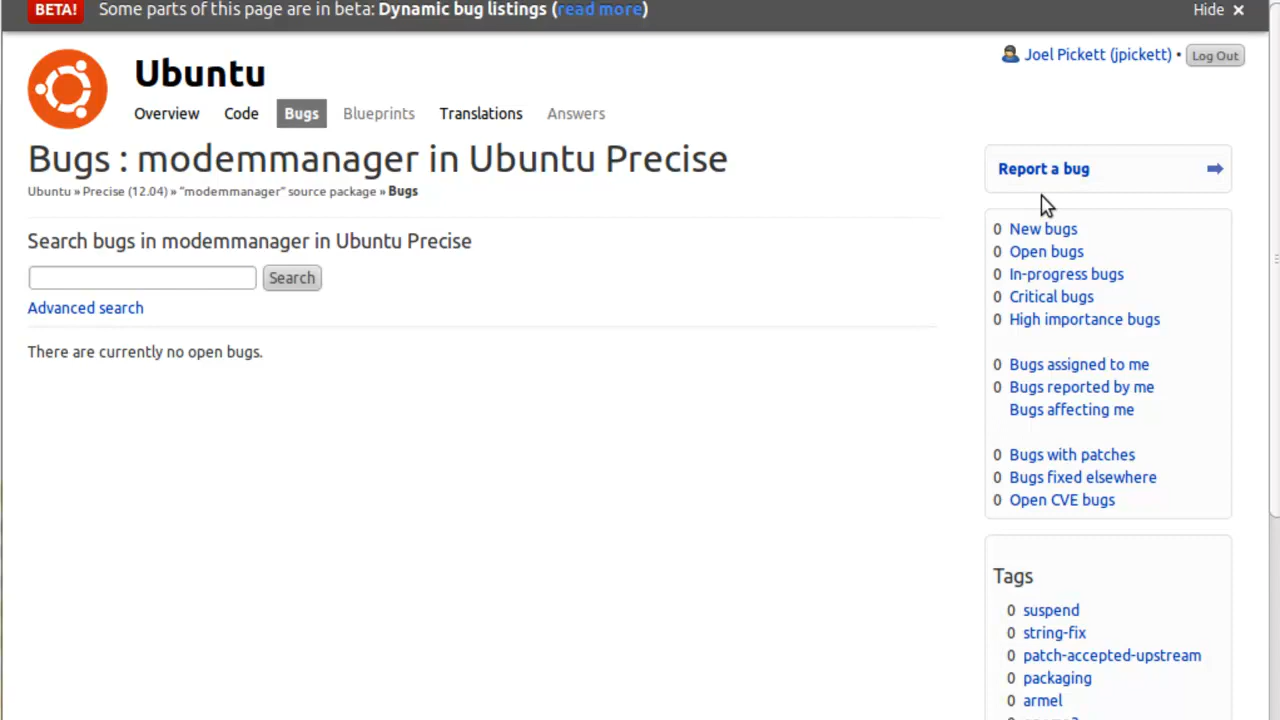 BETA! Some parts of this page are in beta: Dynamic bug listings (read more) Hide ×
Joel Pickett (jpickett) • Log Out
Ubuntu
Overview Code Bugs Blueprints Translations Answers
Bugs : modemmanager in Ubuntu Precise
Ubuntu » Precise (12.04) » "modemmanager" source package » Bugs
Search bugs in modemmanager in Ubuntu Precise
Search
Advanced search
There are currently no open bugs.
Report a bug
0 New bugs
0 Open bugs
0 In-progress bugs
0 Critical bugs
0 High importance bugs
0 Bugs assigned to me
0 Bugs reported by me
Bugs affecting me
0 Bugs with patches
0 Bugs fixed elsewhere
0 Open CVE bugs
Tags
0 suspend
0 string-fix
0 patch-accepted-upstream
0 packaging
0 armel